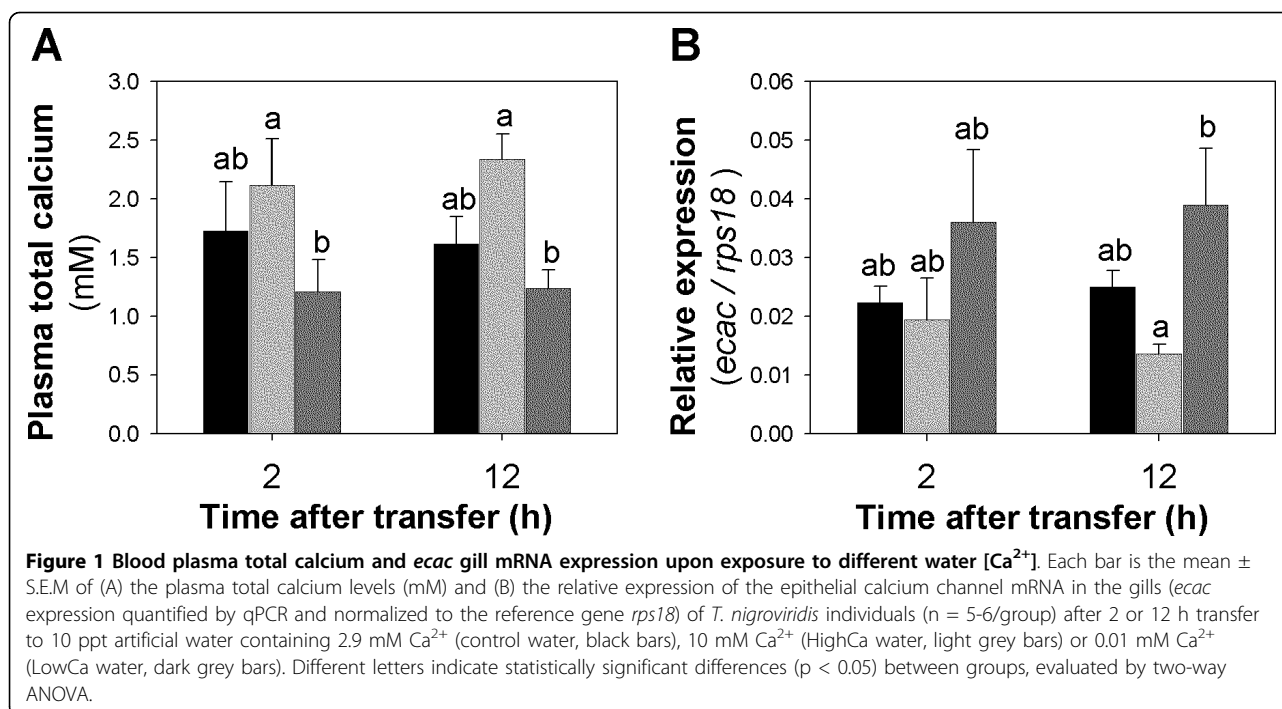 A
Plasma total calcium
(mM)
3.0
2.5
2.0
1.5
1.0
0.5
0.0
ab
a
b
ab
a
b
2
12
Time after transfer (h)
B
Relative expression
(ecac / rps18)
0.06
0.05
0.04
0.03
0.02
0.01
0.00
ab
ab
ab
ab
a
b
2
12
Time after transfer (h)
Figure 1 Blood plasma total calcium and ecac gill mRNA expression upon exposure to different water [Ca²⁺]. Each bar is the mean ±
S.E.M of (A) the plasma total calcium levels (mM) and (B) the relative expression of the epithelial calcium channel mRNA in the gills (ecac
expression quantified by qPCR and normalized to the reference gene rps18) of T. nigroviridis individuals (n = 5-6/group) after 2 or 12 h transfer
to 10 ppt artificial water containing 2.9 mM Ca²⁺ (control water, black bars), 10 mM Ca²⁺ (HighCa water, light grey bars) or 0.01 mM Ca²⁺
(LowCa water, dark grey bars). Different letters indicate statistically significant differences (p < 0.05) between groups, evaluated by two-way
ANOVA.